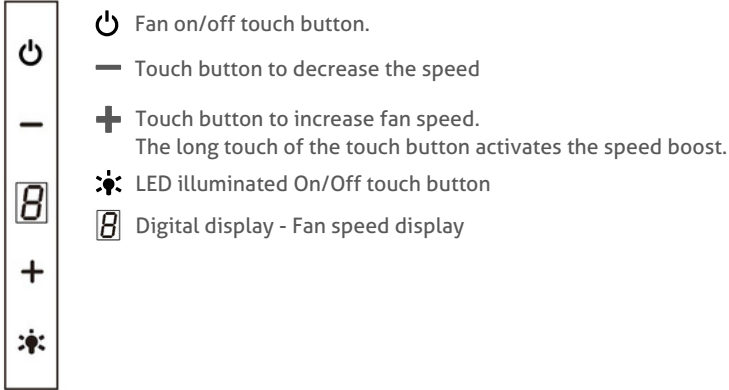 Fan on/off touch button.
Touch button to decrease the speed
Touch button to increase fan speed.
The long touch of the touch button activates the speed boost.
LED illuminated On/Off touch button
8 Digital display - Fan speed display
8